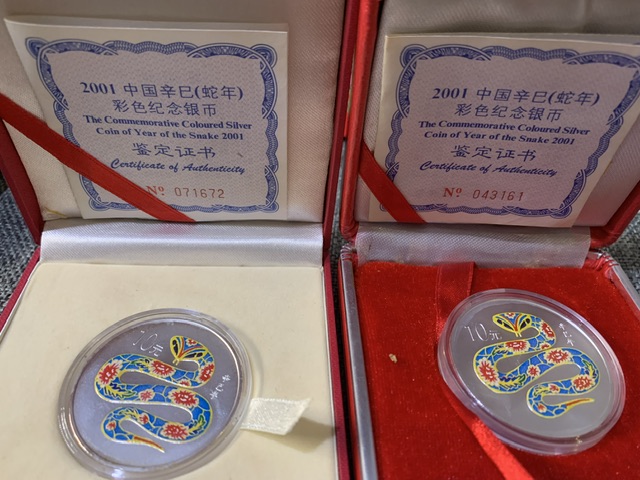 2001 中国辛巳(蛇年)
彩色纪念银币
The Commemorative Coloured Silver
Coin of Year of the Snake 2001
鉴定证书
Certificate of Authenticity
Nº 071672
10元
2001 中国辛巳(蛇年)
彩色纪念银币
The Commemorative Coloured Silver
Coin of Year of the Snake 2001
鉴定证书
Certificate of Authenticity
Nº 043161
10元